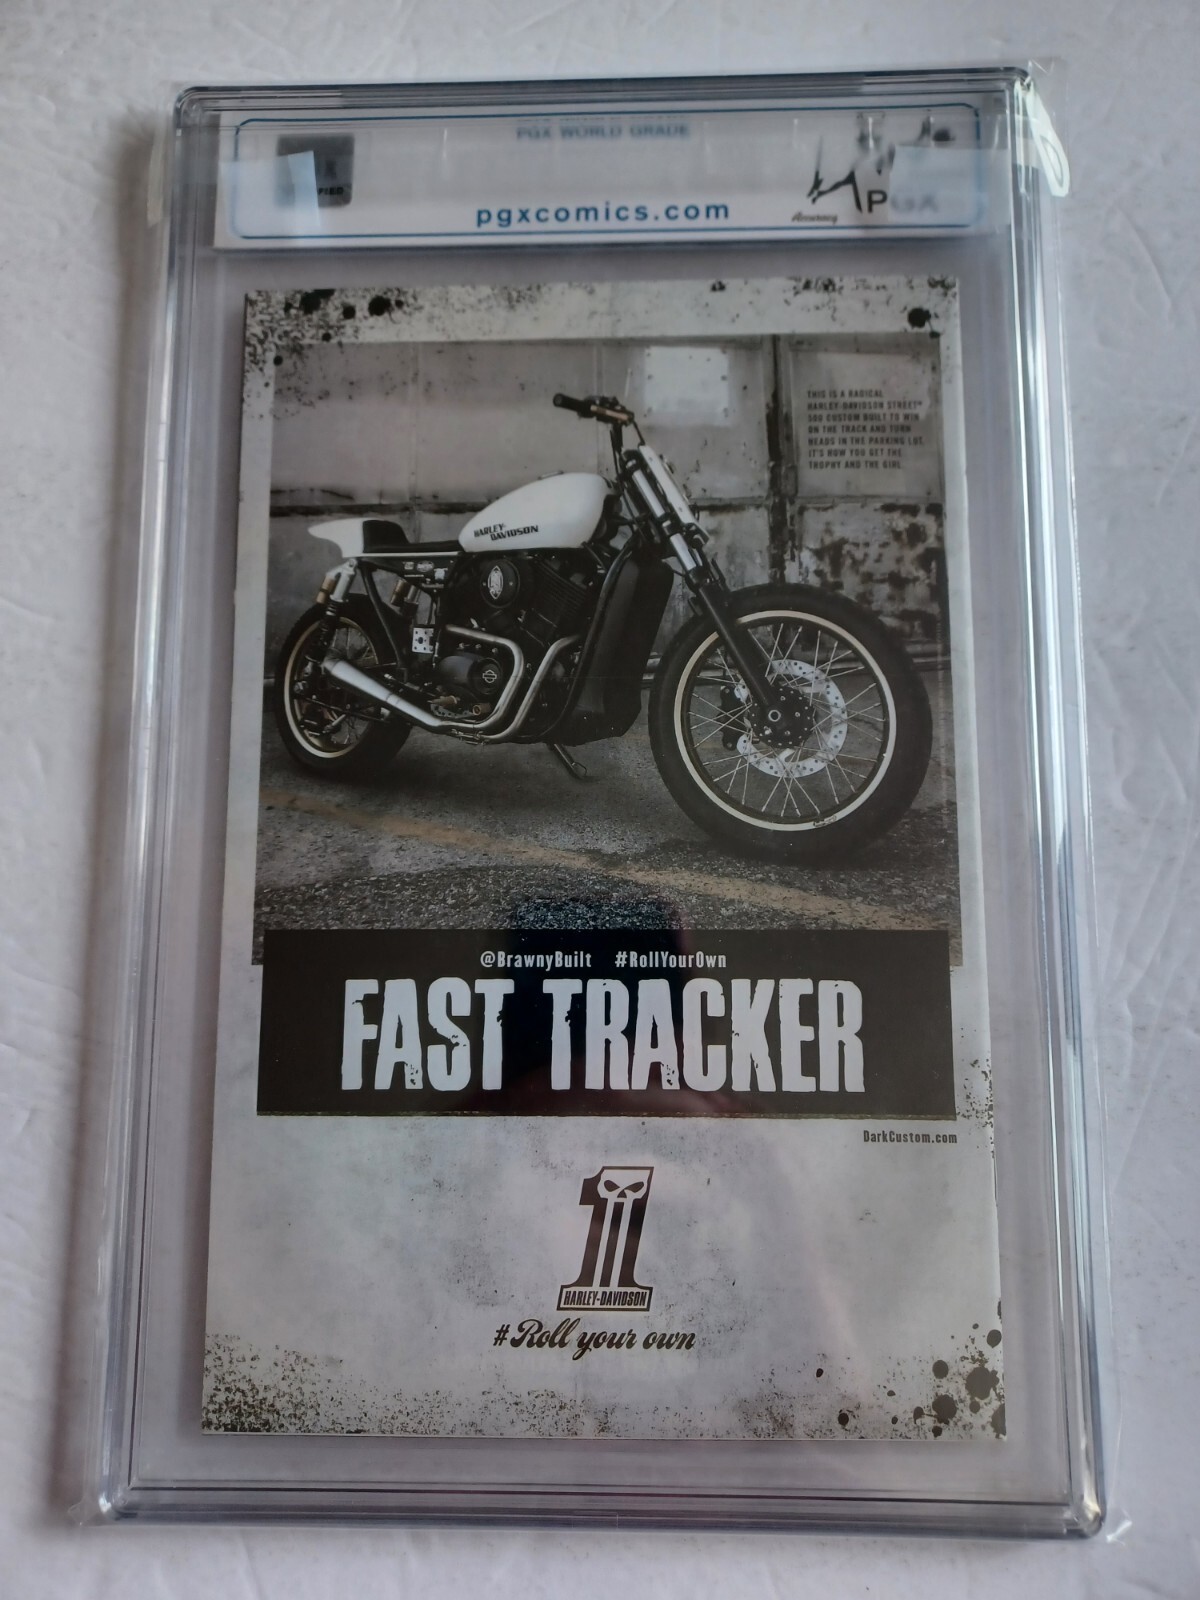 PGX WORLD GRADE
pgxcomics.com
Accuracy
PGX
THIS IS A RADICAL
HARLEY-DAVIDSON STREET®
500 CUSTOM BUILT TO WIN
ON THE TRACK AND TURN
HEADS IN THE PARKING LOT.
IT'S HOW YOU GET THE
TROPHY AND THE GIRL.
HARLEY-
DAVIDSON
@BrawnyBuilt #RollYourOwn
FAST TRACKER
DarkCustom.com
1
HARLEY-DAVIDSON
#Roll your own